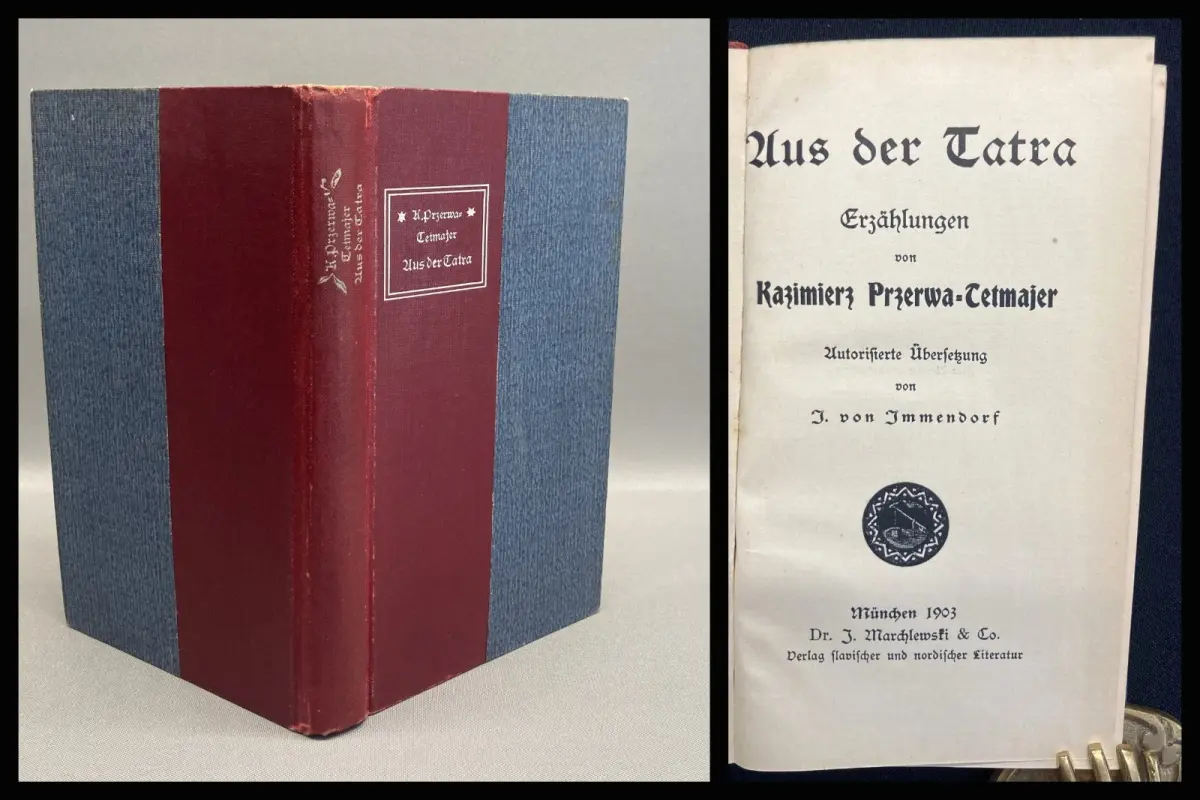 K. Przerwa-
Tetmajer
Aus der Tatra
K. Przerwa-
Tetmajer
Aus der Tatra
Aus der Tatra
Erzählungen
von
Kazimierz Przerwa-Tetmajer
Autorisierte Übersetzung
von
J. von Immendorf
München 1903
Dr. J. Marchlewski & Co.
Verlag slavischer und nordischer Literatur